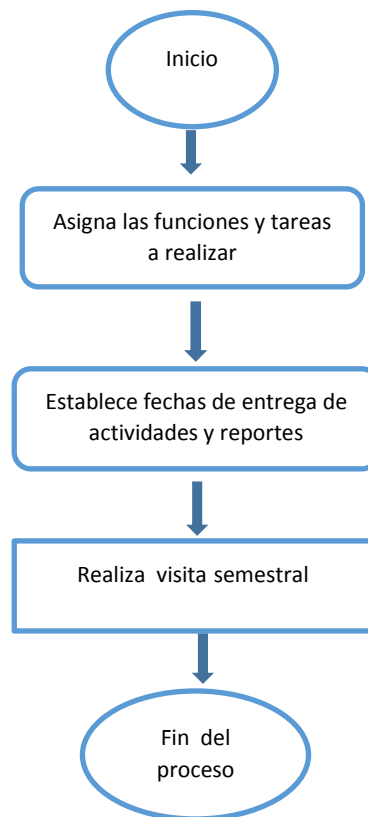 Inicio
Asigna las funciones y tareas
a realizar
Establece fechas de entrega de
actividades y reportes
Realiza visita semestral
Fin del
proceso